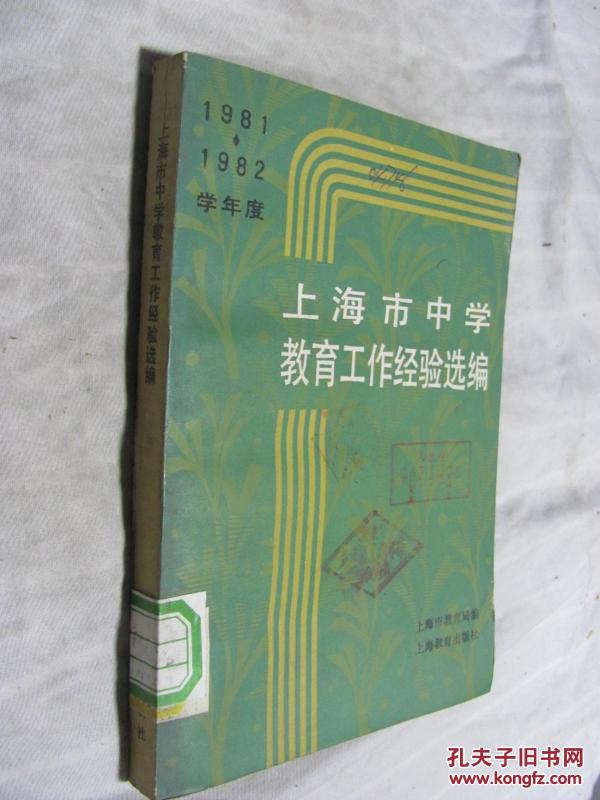 1981
1982
学年度
上海市中学
教育工作经验选编
上海市教育局编
上海教育出版社
上海市中学教育工作经验选编
社
孔夫子旧书网
www.kongfz.com